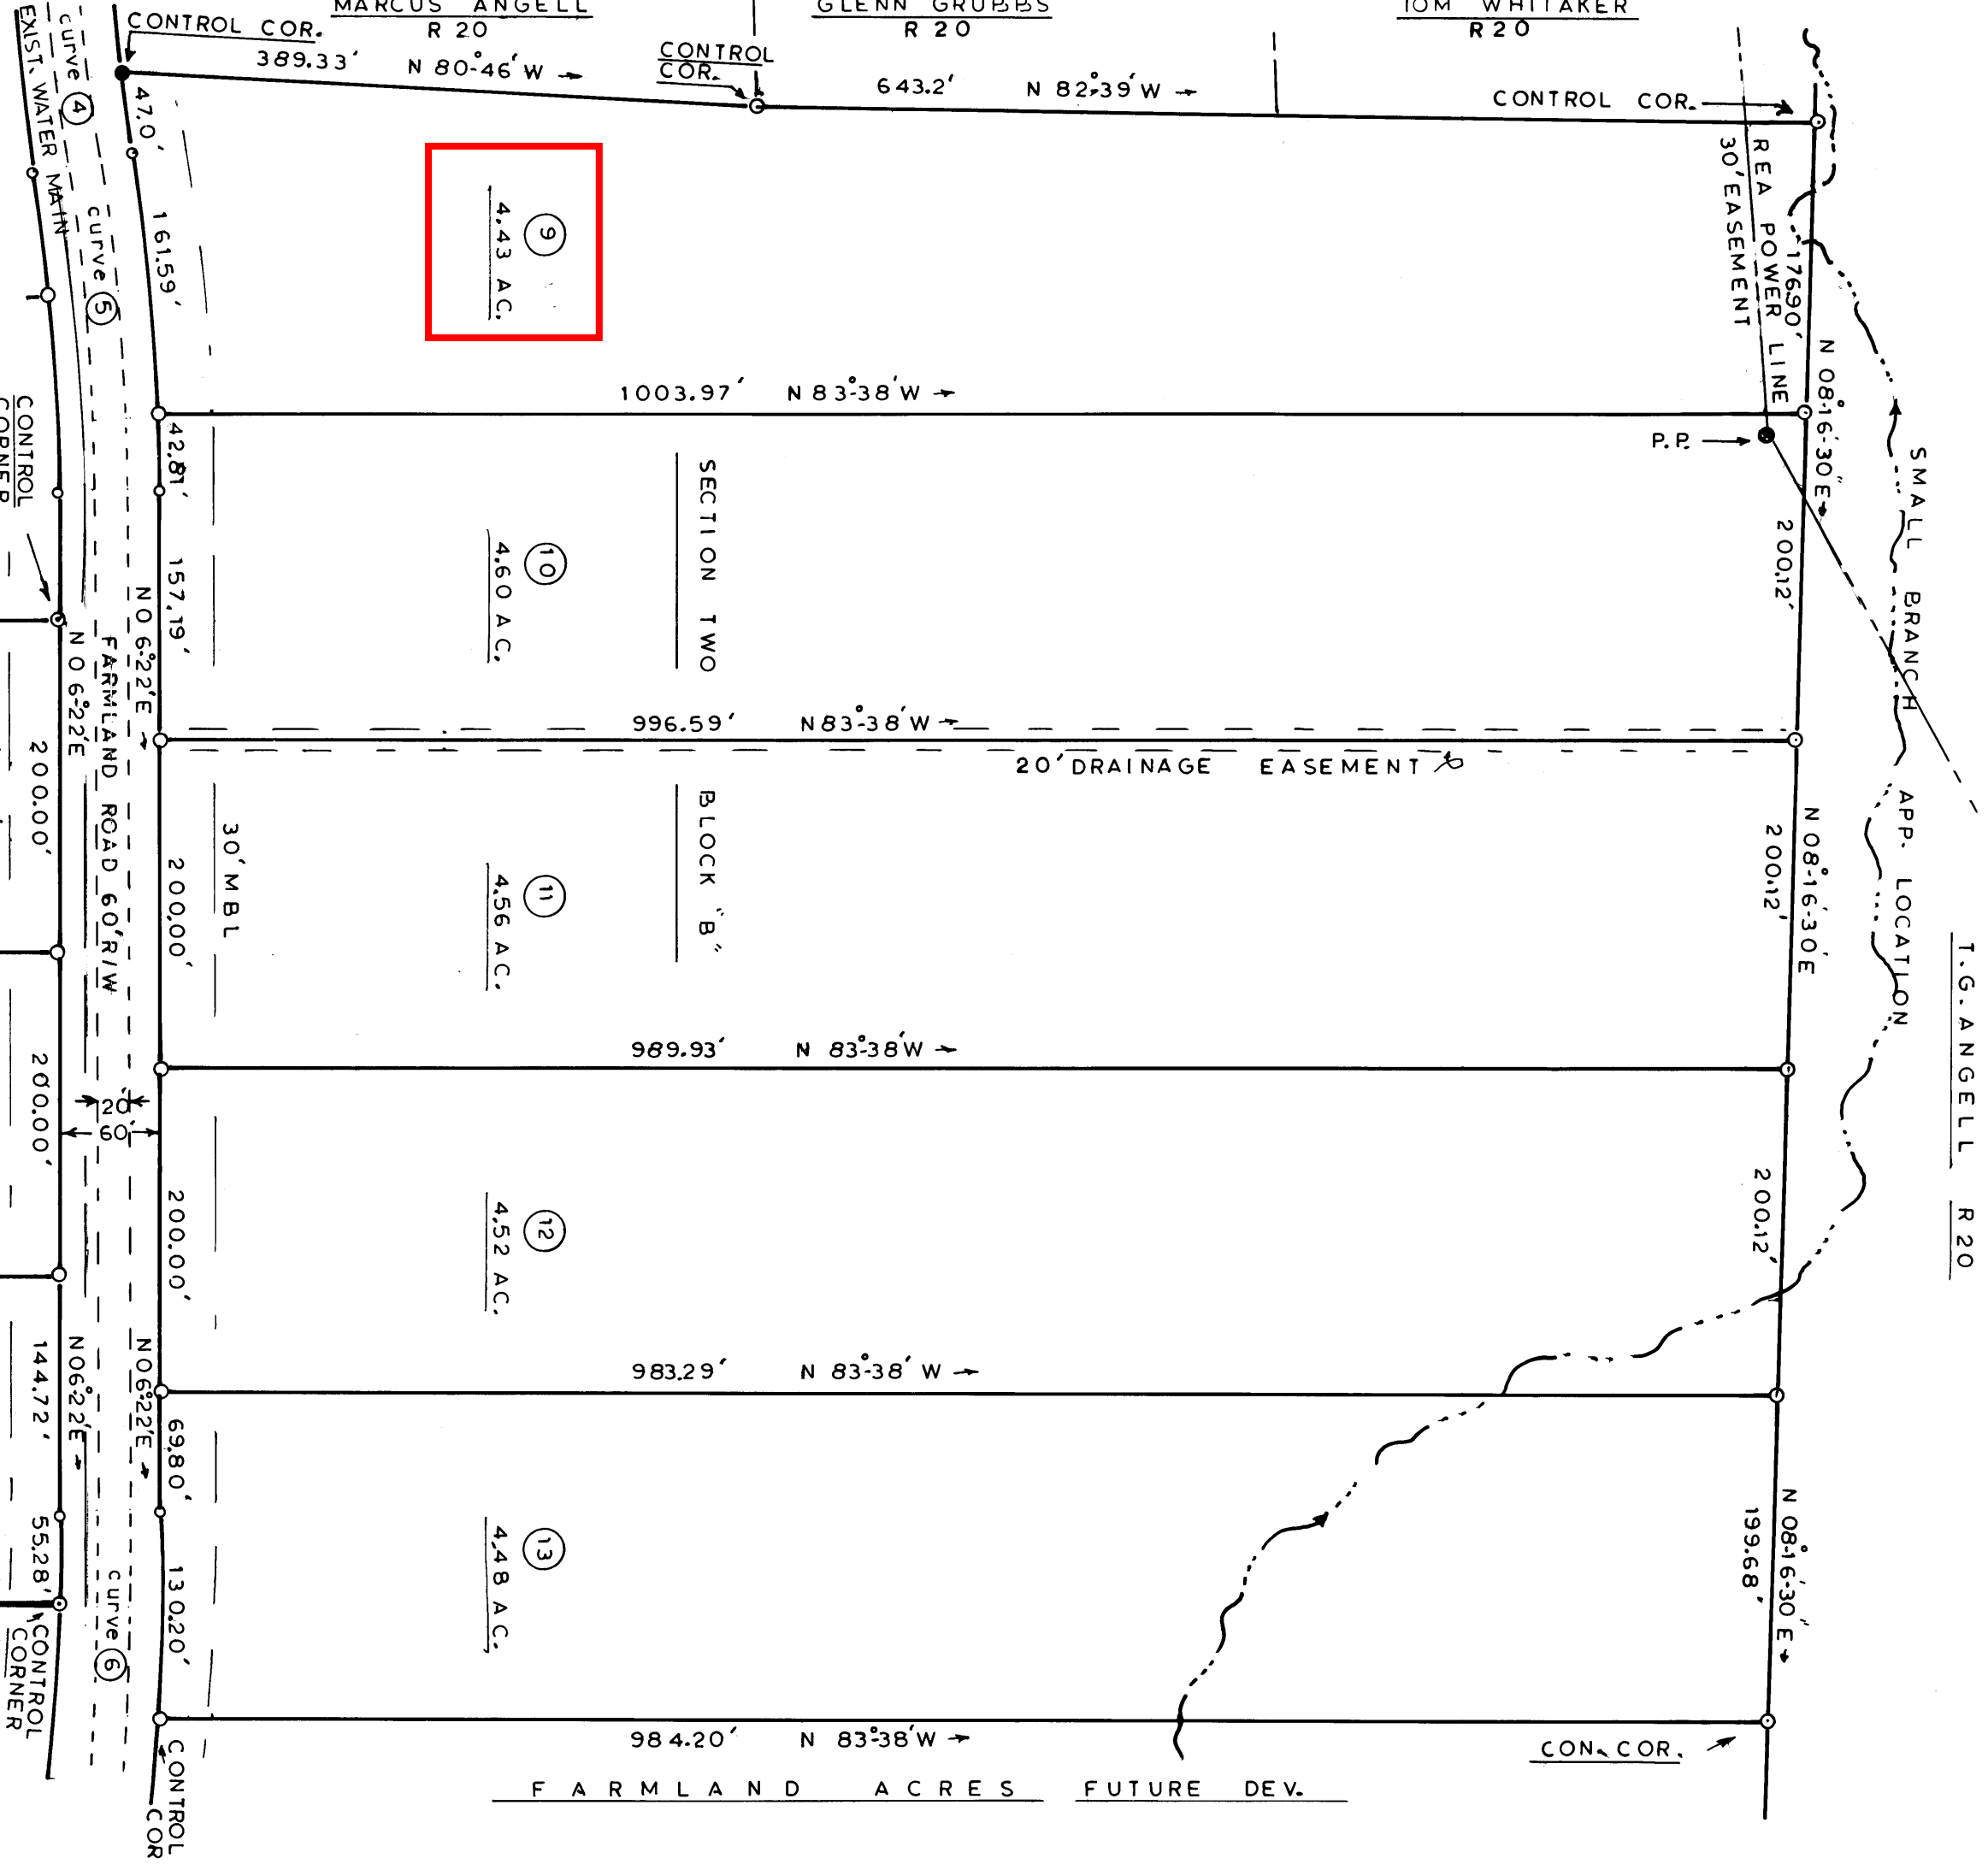 MARCUS ANGELL
R 20
GLENN GRUBBS
R 20
TOM WHITAKER
R 20
CONTROL COR.
389.33' N 80°-46' W
CONTROL
COR.
643.2' N 82°-39' W
CONTROL COR.
EXIST. WATER MAIN
curve 4
curve 5
47.0'
161.59'
9
4.43 AC.
REA POWER LINE
30' EASEMENT
176.90'
N 08°-16'-30" E
1003.97' N 83°-38' W
P.P.
CONTROL
CORNER
42.81'
157.19'
N 06°-22' E
10
4.60 AC.
SECTION TWO
200.12'
SMALL BRANCH APP. LOCATION
996.59' N 83°-38' W
20' DRAINAGE EASEMENT
N 06°-22' E
FARMLAND ROAD 60' R/W
200.00'
200.00'
30' MBL
11
4.56 AC.
BLOCK "B"
200.12'
N 08°-16'-30" E
T.G. ANGELL R 20
989.93' N 83°-38' W
20'
60'
200.00'
200.00'
12
4.52 AC.
200.12'
983.29' N 83°-38' W
144.72'
N 06°-22' E
N 06°-22' E
69.80'
13
4.48 AC.
199.68'
N 08°-16'-30" E
55.28'
curve 6
130.20'
CONTROL
CORNER
984.20' N 83°-38' W
CON. COR.
CONTROL
COR
FARMLAND ACRES FUTURE DEV.